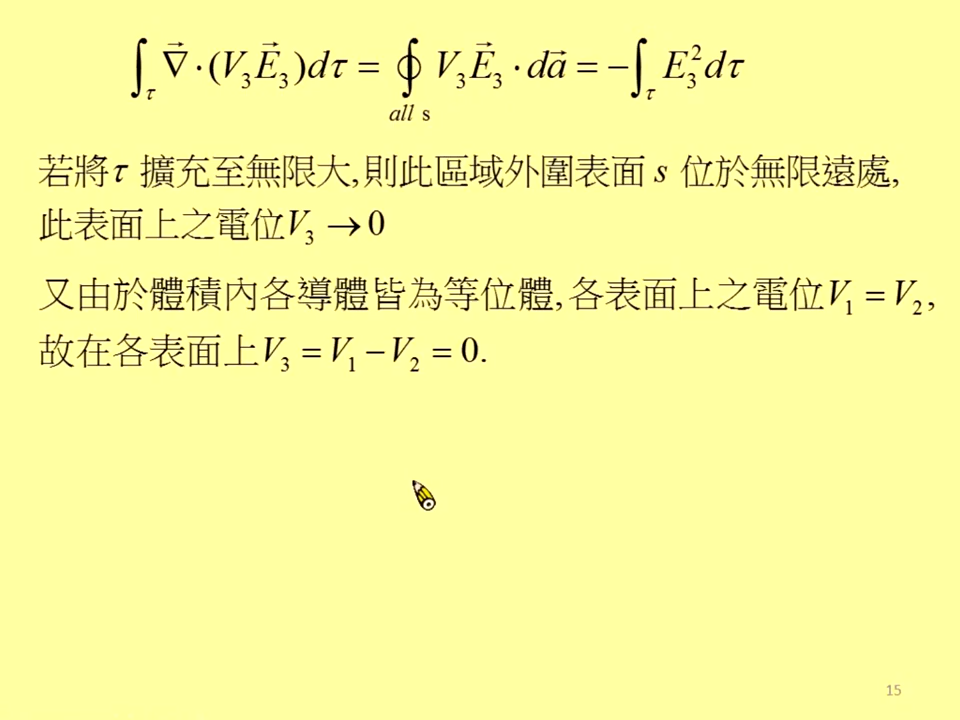 ∫_τ ∇⃗·(V₃E⃗₃)dτ = ∮_{all s} V₃E⃗₃·da⃗ = −∫_τ E₃²dτ
若將τ 擴充至無限大,則此區域外圍表面 s 位於無限遠處,
此表面上之電位V₃ → 0
又由於體積內各導體皆為等位體,各表面上之電位V₁ = V₂,
故在各表面上V₃ = V₁ − V₂ = 0.
15